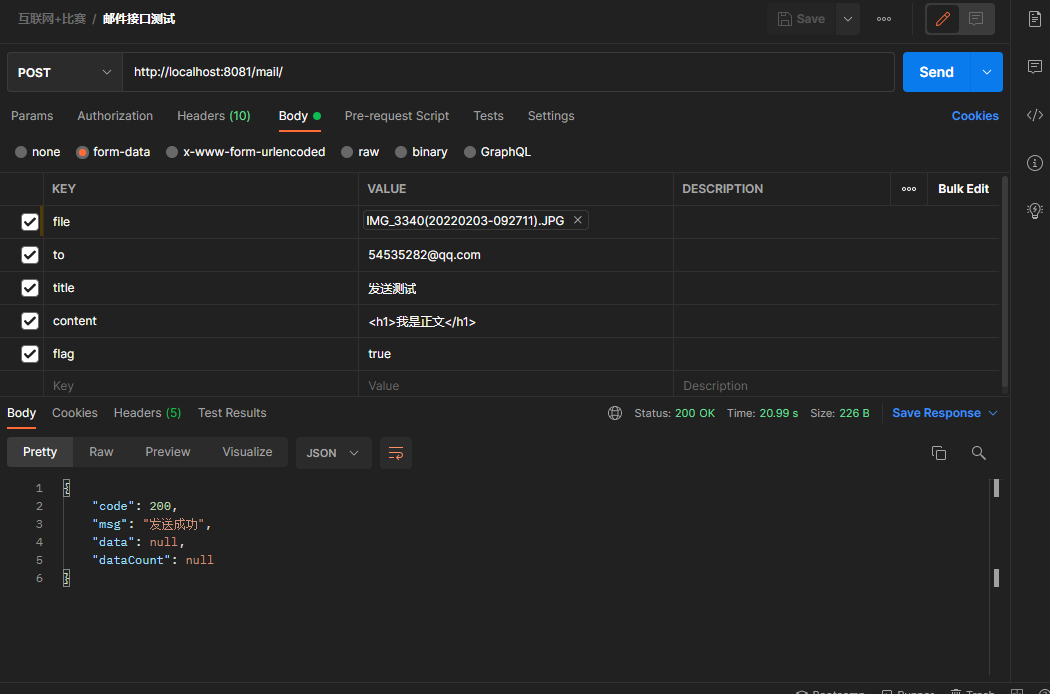 互联网+比赛 / 邮件接口测试
Save
POST
http://localhost:8081/mail/
Send
Params Authorization Headers (10) Body Pre-request Script Tests Settings Cookies
none form-data x-www-form-urlencoded raw binary GraphQL
KEY VALUE DESCRIPTION Bulk Edit
file IMG_3340(20220203-092711).JPG
to 54535282@qq.com
title 发送测试
content <h1>我是正文</h1>
flag true
Key Value Description
Body Cookies Headers (5) Test Results Status: 200 OK Time: 20.99 s Size: 226 B Save Response
Pretty Raw Preview Visualize JSON
1 {
2 "code": 200,
3 "msg": "发送成功",
4 "data": null,
5 "dataCount": null
6 }
Bootcamp Runner Trash